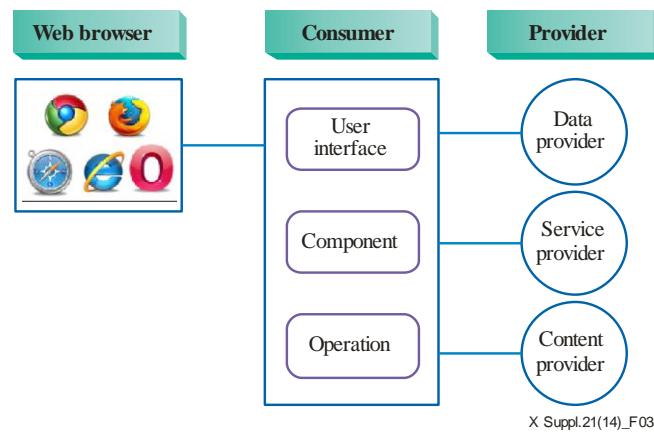 Web browser
Consumer
Provider
User
interface
Component
Operation
Data
provider
Service
provider
Content
provider
X Suppl.21(14)_F03